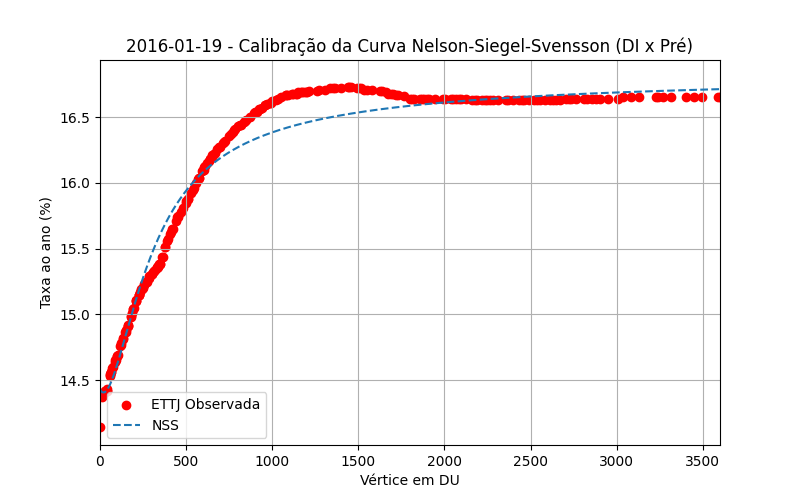 2016-01-19 - Calibração da Curva Nelson-Siegel-Svensson (DI x Pré)
Taxa ao ano (%)
16.5
16.0
15.5
15.0
14.5
ETTJ Observada
NSS
0 500 1000 1500 2000 2500 3000 3500
Vértice em DU